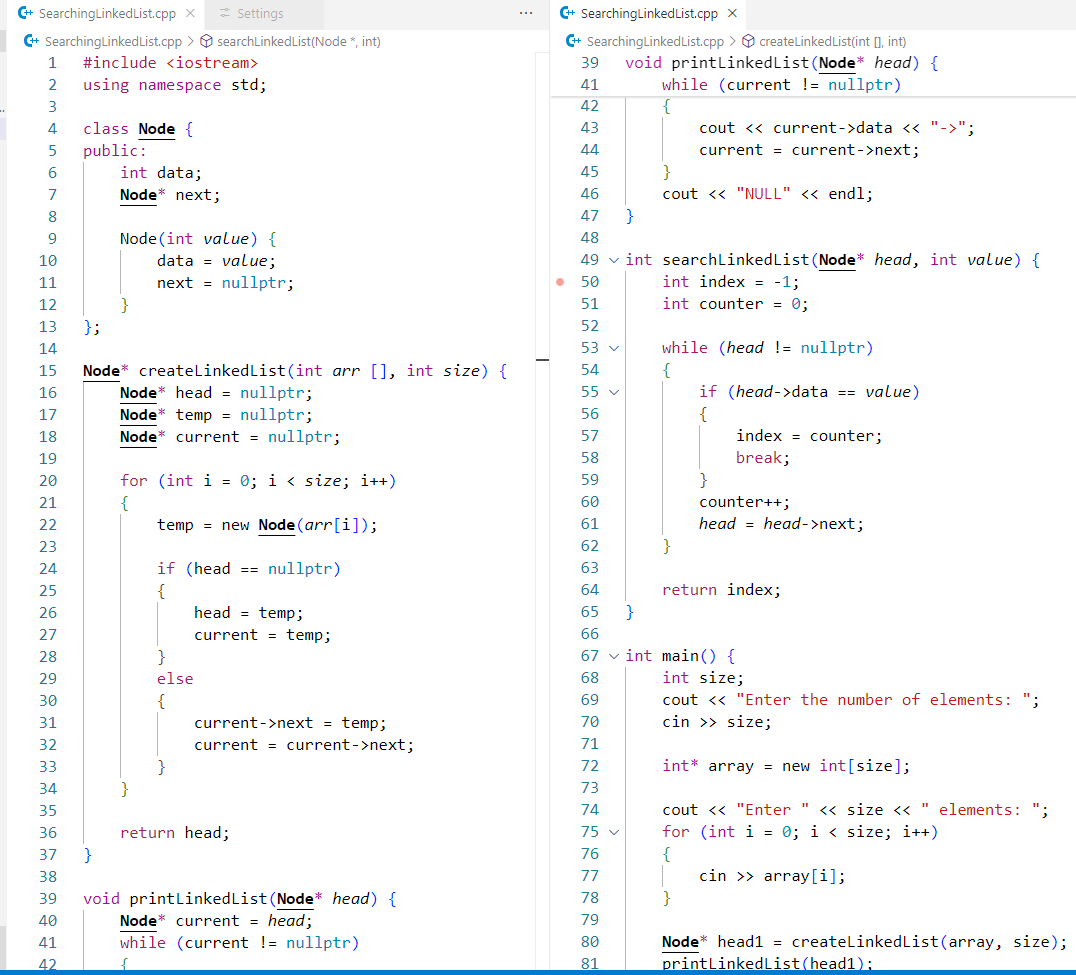 SearchingLinkedList.cpp
Settings
SearchingLinkedList.cpp > searchLinkedList(Node *, int)
1 #include <iostream>
2 using namespace std;
3
4 class Node {
5 public:
6 int data;
7 Node* next;
8
9 Node(int value) {
10 data = value;
11 next = nullptr;
12 }
13 };
14
15 Node* createLinkedList(int arr [], int size) {
16 Node* head = nullptr;
17 Node* temp = nullptr;
18 Node* current = nullptr;
19
20 for (int i = 0; i < size; i++)
21 {
22 temp = new Node(arr[i]);
23
24 if (head == nullptr)
25 {
26 head = temp;
27 current = temp;
28 }
29 else
30 {
31 current->next = temp;
32 current = current->next;
33 }
34 }
35
36 return head;
37 }
38
39 void printLinkedList(Node* head) {
40 Node* current = head;
41 while (current != nullptr)
42 {
SearchingLinkedList.cpp
SearchingLinkedList.cpp > createLinkedList(int [], int)
39 void printLinkedList(Node* head) {
41 while (current != nullptr)
42 {
43 cout << current->data << "->";
44 current = current->next;
45 }
46 cout << "NULL" << endl;
47 }
48
49 int searchLinkedList(Node* head, int value) {
50 int index = -1;
51 int counter = 0;
52
53 while (head != nullptr)
54 {
55 if (head->data == value)
56 {
57 index = counter;
58 break;
59 }
60 counter++;
61 head = head->next;
62 }
63
64 return index;
65 }
66
67 int main() {
68 int size;
69 cout << "Enter the number of elements: ";
70 cin >> size;
71
72 int* array = new int[size];
73
74 cout << "Enter " << size << " elements: ";
75 for (int i = 0; i < size; i++)
76 {
77 cin >> array[i];
78 }
79
80 Node* head1 = createLinkedList(array, size);
81 printLinkedList(head1);